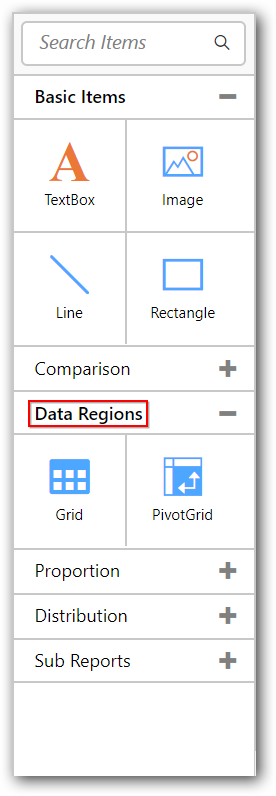 Search Items
Basic Items
TextBox Image
Line Rectangle
Comparison
Data Regions
Grid PivotGrid
Proportion
Distribution
Sub Reports